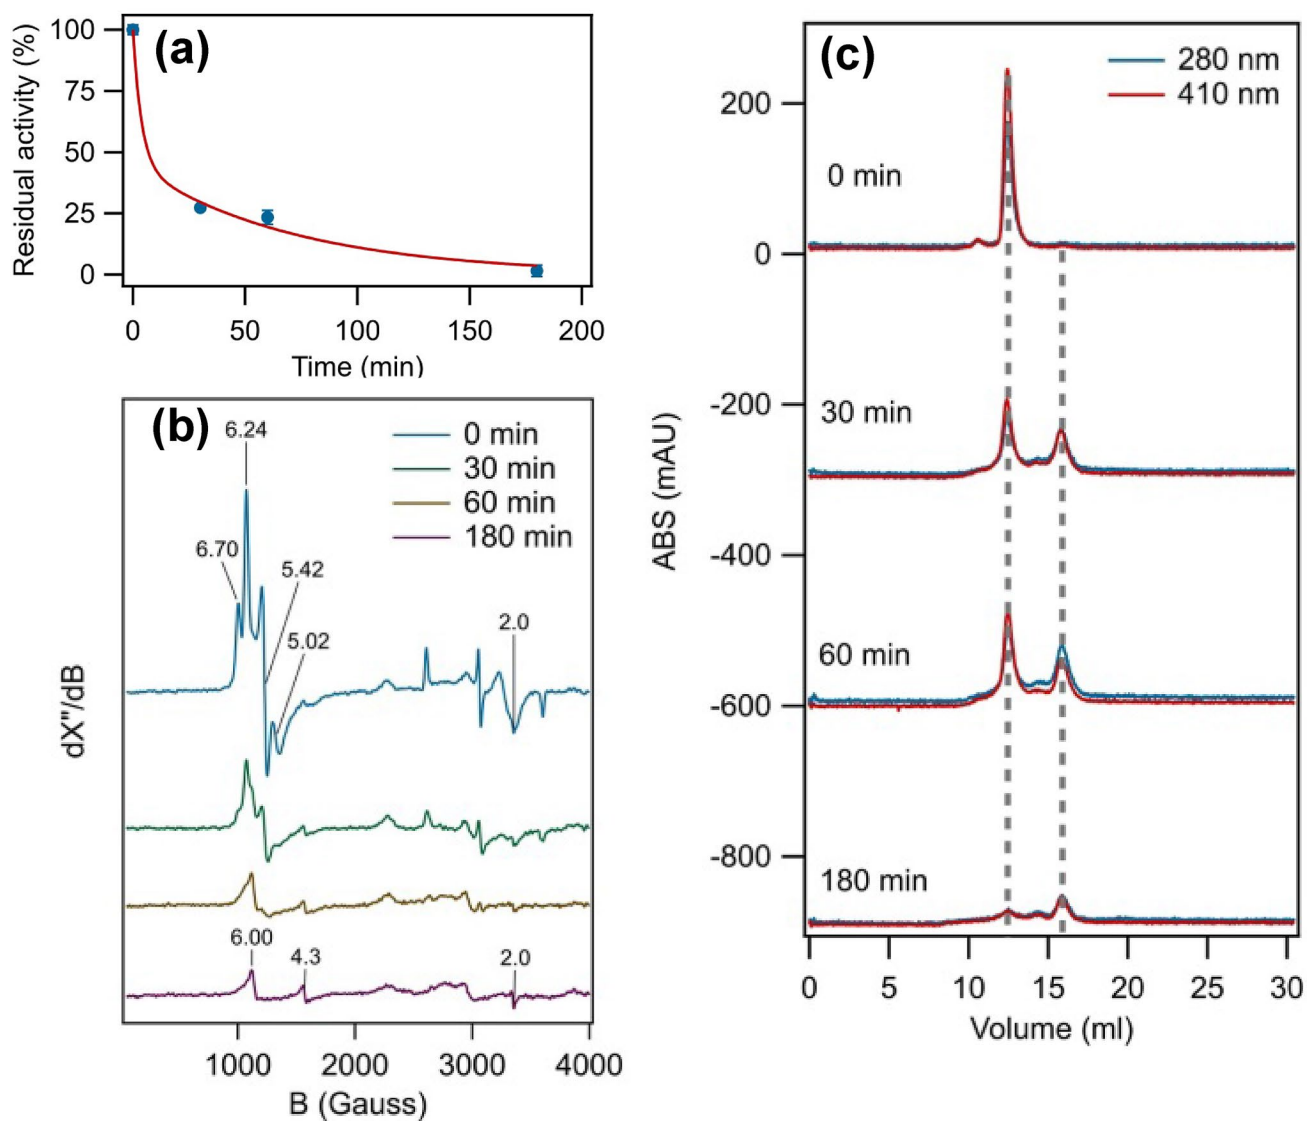 (a)
Residual activity (%)
100
75
50
25
0
0 50 100 150 200
Time (min)
(b)
0 min
30 min
60 min
180 min
6.24
6.70
5.42
5.02
2.0
6.00
4.3
2.0
dX"/dB
1000 2000 3000 4000
B (Gauss)
(c)
280 nm
410 nm
200
0
-200
-400
-600
-800
ABS (mAU)
0 min
30 min
60 min
180 min
0 5 10 15 20 25 30
Volume (ml)